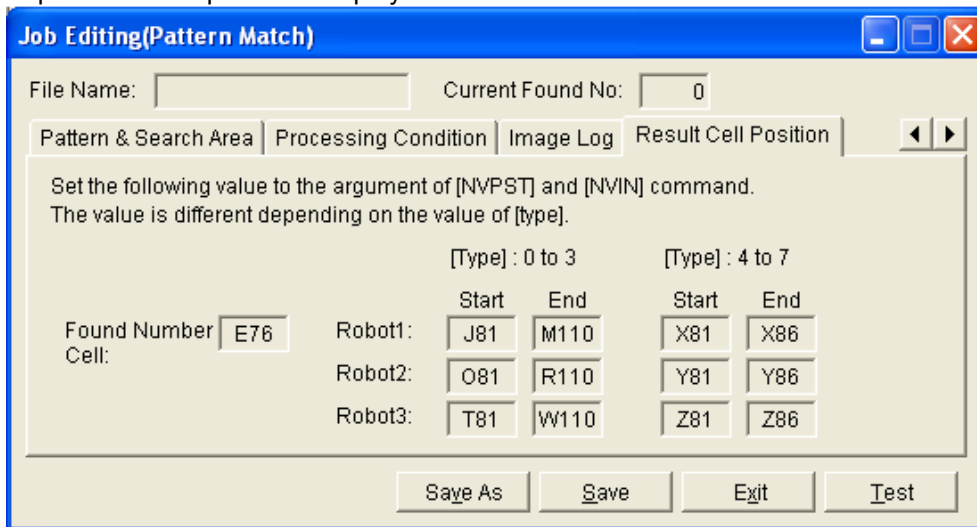 Job Editing(Pattern Match)
File Name: Current Found No: 0
Pattern & Search Area Processing Condition Image Log Result Cell Position
Set the following value to the argument of [NVPST] and [NVIN] command.
The value is different depending on the value of [type].
[Type] : 0 to 3 [Type] : 4 to 7
Start End Start End
Found Number Cell: E76
Robot1: J81 M110 X81 X86
Robot2: O81 R110 Y81 Y86
Robot3: T81 W110 Z81 Z86
Save As Save Exit Test